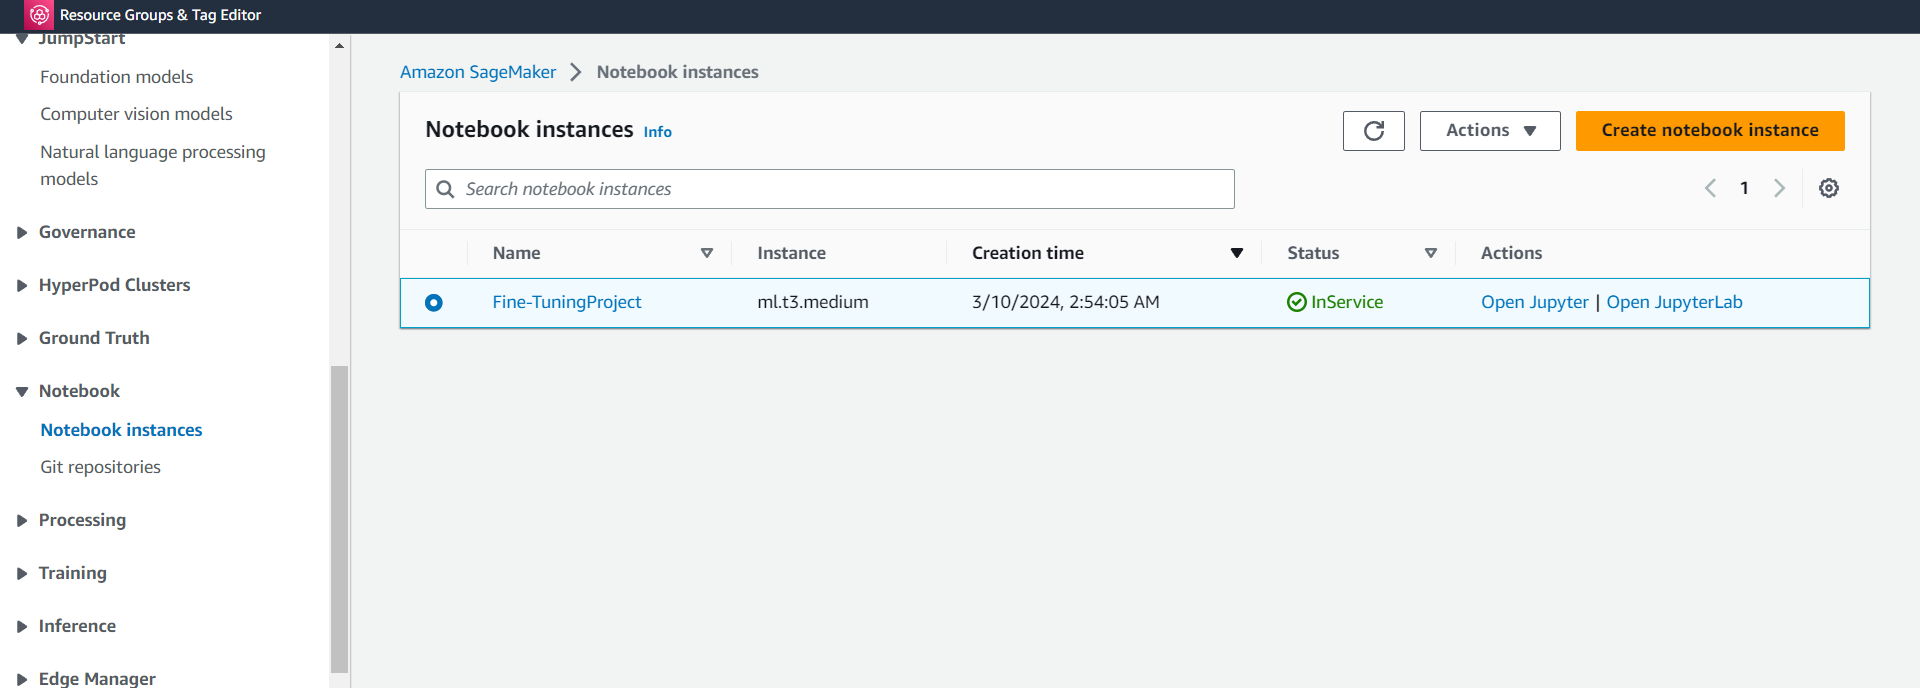 Resource Groups & Tag Editor
JumpStart
Foundation models
Computer vision models
Natural language processing
models
Governance
HyperPod Clusters
Ground Truth
Notebook
Notebook instances
Git repositories
Processing
Training
Inference
Edge Manager
Amazon SageMaker Notebook instances
Notebook instances Info
Actions
Create notebook instance
Search notebook instances
1
Name Instance Creation time Status Actions
Fine-TuningProject ml.t3.medium 3/10/2024, 2:54:05 AM InService Open Jupyter | Open JupyterLab